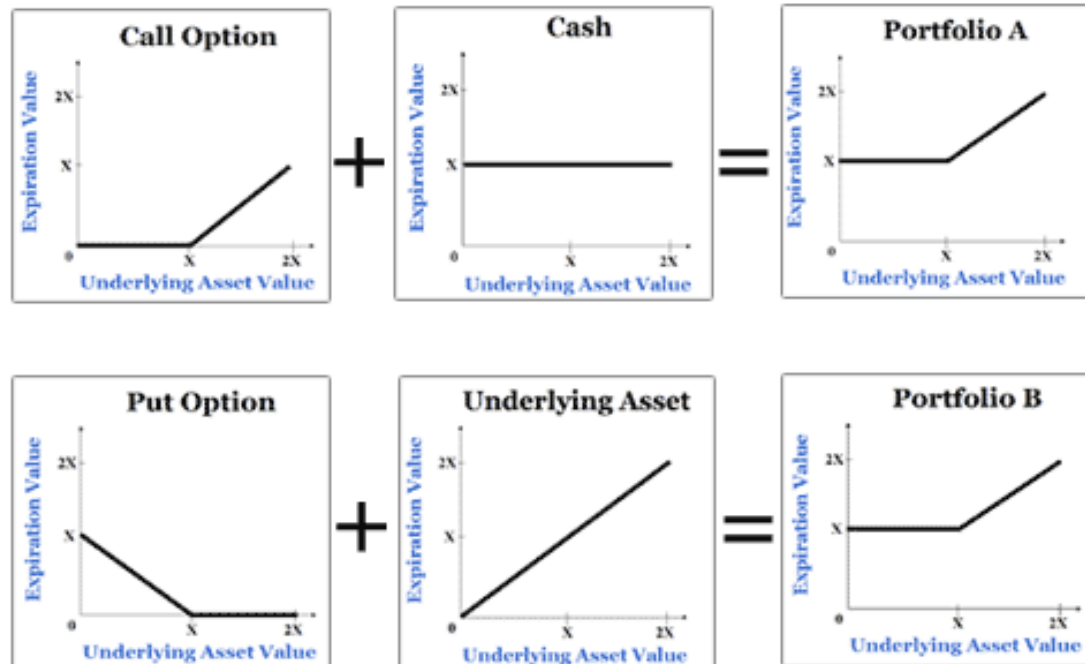 Call Option
Expiration Value
2X
X
0
X
2X
Underlying Asset Value
+
Cash
Expiration Value
2X
X
0
X
2X
Underlying Asset Value
=
Portfolio A
Expiration Value
2X
X
0
X
2X
Underlying Asset Value
Put Option
Expiration Value
2X
X
0
X
2X
Underlying Asset Value
+
Underlying Asset
Expiration Value
2X
X
0
X
2X
Underlying Asset Value
=
Portfolio B
Expiration Value
2X
X
0
X
2X
Underlying Asset Value